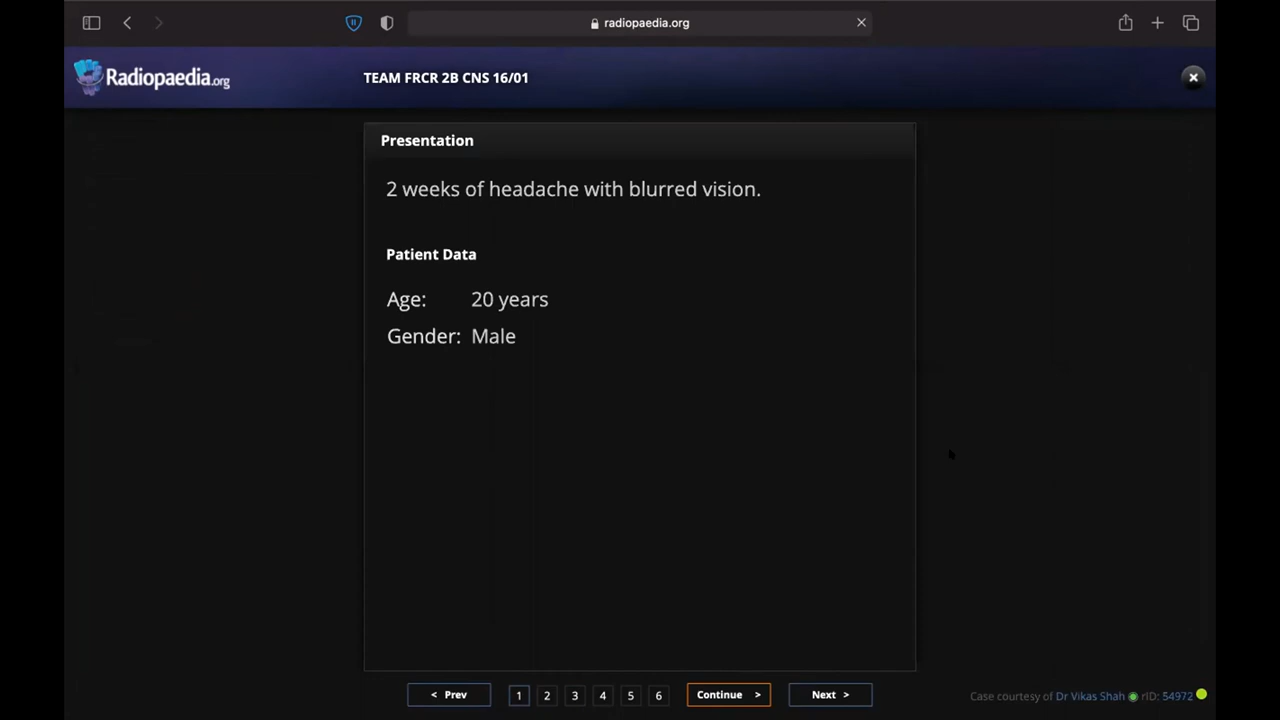 radiopaedia.org
Radiopaedia.org
TEAM FRCR 2B CNS 16/01
Presentation
2 weeks of headache with blurred vision.
Patient Data
Age: 20 years
Gender: Male
< Prev 1 2 3 4 5 6 Continue > Next >
Case courtesy of Dr Vikas Shah rID: 54972